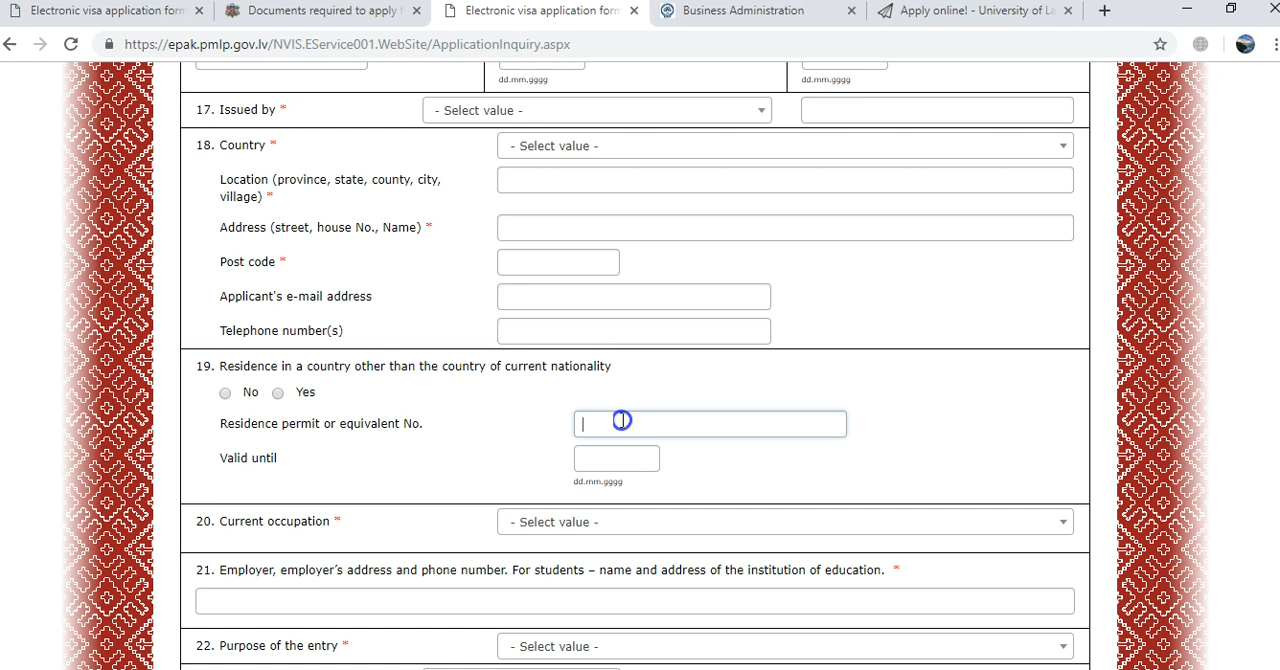 Electronic visa application form
Documents required to apply f
Electronic visa application form
Business Administration
Apply online! - University of La
https://epak.pmlp.gov.lv/NVIS.EService001.WebSite/ApplicationInquiry.aspx
dd.mm.gggg
dd.mm.gggg
17. Issued by *
- Select value -
18. Country *
- Select value -
Location (province, state, county, city,
village) *
Address (street, house No., Name) *
Post code *
Applicant's e-mail address
Telephone number(s)
19. Residence in a country other than the country of current nationality
No Yes
Residence permit or equivalent No.
Valid until
dd.mm.gggg
20. Current occupation *
- Select value -
21. Employer, employer's address and phone number. For students – name and address of the institution of education. *
22. Purpose of the entry *
- Select value -